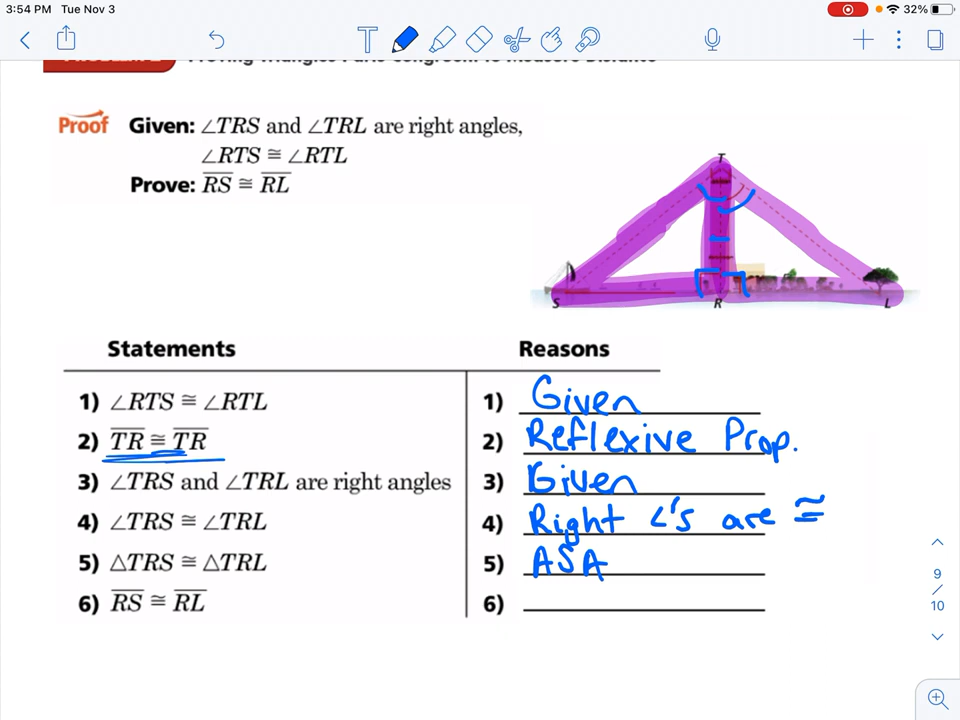 3:54 PM Tue Nov 3
32%
T
Proof Given: ∠TRS and ∠TRL are right angles,
∠RTS ≅ ∠RTL
Prove: RS ≅ RL
T
S
R
L
Statements Reasons
1) ∠RTS ≅ ∠RTL 1) Given
2) TR ≅ TR 2) Reflexive Prop.
3) ∠TRS and ∠TRL are right angles 3) Given
4) ∠TRS ≅ ∠TRL 4) Right ∠'s are ≅
5) △TRS ≅ △TRL 5) ASA
6) RS ≅ RL 6)
9
/
10